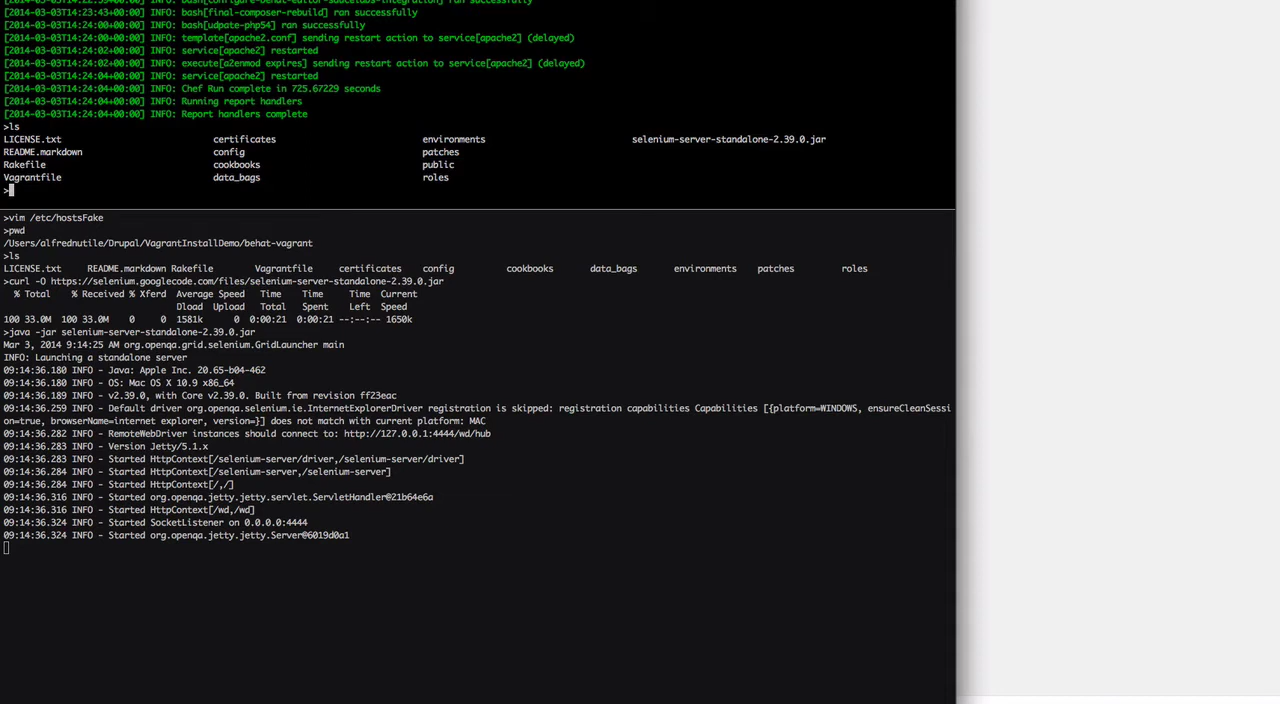 [2014-03-03T14:22:55+00:00] INFO: bash[configure-behat-editor-saucelabs-integration] ran successfully
[2014-03-03T14:23:43+00:00] INFO: bash[final-composer-rebuild] ran successfully
[2014-03-03T14:24:00+00:00] INFO: bash[udpate-php54] ran successfully
[2014-03-03T14:24:00+00:00] INFO: template[apache2.conf] sending restart action to service[apache2] (delayed)
[2014-03-03T14:24:02+00:00] INFO: service[apache2] restarted
[2014-03-03T14:24:02+00:00] INFO: execute[a2enmod expires] sending restart action to service[apache2] (delayed)
[2014-03-03T14:24:04+00:00] INFO: service[apache2] restarted
[2014-03-03T14:24:04+00:00] INFO: Chef Run complete in 725.67229 seconds
[2014-03-03T14:24:04+00:00] INFO: Running report handlers
[2014-03-03T14:24:04+00:00] INFO: Report handlers complete
>ls
LICENSE.txt certificates environments selenium-server-standalone-2.39.0.jar
README.markdown config patches
Rakefile cookbooks public
Vagrantfile data_bags roles
>
>vim /etc/hostsFake
>pwd
/Users/alfrednutile/Drupal/VagrantInstallDemo/behat-vagrant
>ls
LICENSE.txt README.markdown Rakefile Vagrantfile certificates config cookbooks data_bags environments patches roles
>curl -O https://selenium.googlecode.com/files/selenium-server-standalone-2.39.0.jar
% Total % Received % Xferd Average Speed Time Time Time Current
Dload Upload Total Spent Left Speed
100 33.0M 100 33.0M 0 0 1581k 0 0:00:21 0:00:21 --:--:-- 1650k
>java -jar selenium-server-standalone-2.39.0.jar
Mar 3, 2014 9:14:25 AM org.openqa.grid.selenium.GridLauncher main
INFO: Launching a standalone server
09:14:36.180 INFO - Java: Apple Inc. 20.65-b04-462
09:14:36.180 INFO - OS: Mac OS X 10.9 x86_64
09:14:36.189 INFO - v2.39.0, with Core v2.39.0. Built from revision ff23eac
09:14:36.259 INFO - Default driver org.openqa.selenium.ie.InternetExplorerDriver registration is skipped: registration capabilities Capabilities [{platform=WINDOWS, ensureCleanSessi
on=true, browserName=internet explorer, version=}] does not match with current platform: MAC
09:14:36.282 INFO - RemoteWebDriver instances should connect to: http://127.0.0.1:4444/wd/hub
09:14:36.283 INFO - Version Jetty/5.1.x
09:14:36.283 INFO - Started HttpContext[/selenium-server/driver,/selenium-server/driver]
09:14:36.284 INFO - Started HttpContext[/selenium-server,/selenium-server]
09:14:36.284 INFO - Started HttpContext[/,/]
09:14:36.316 INFO - Started org.openqa.jetty.jetty.servlet.ServletHandler@21b64e6a
09:14:36.316 INFO - Started HttpContext[/wd,/wd]
09:14:36.324 INFO - Started SocketListener on 0.0.0.0:4444
09:14:36.324 INFO - Started org.openqa.jetty.jetty.Server@6019d0a1